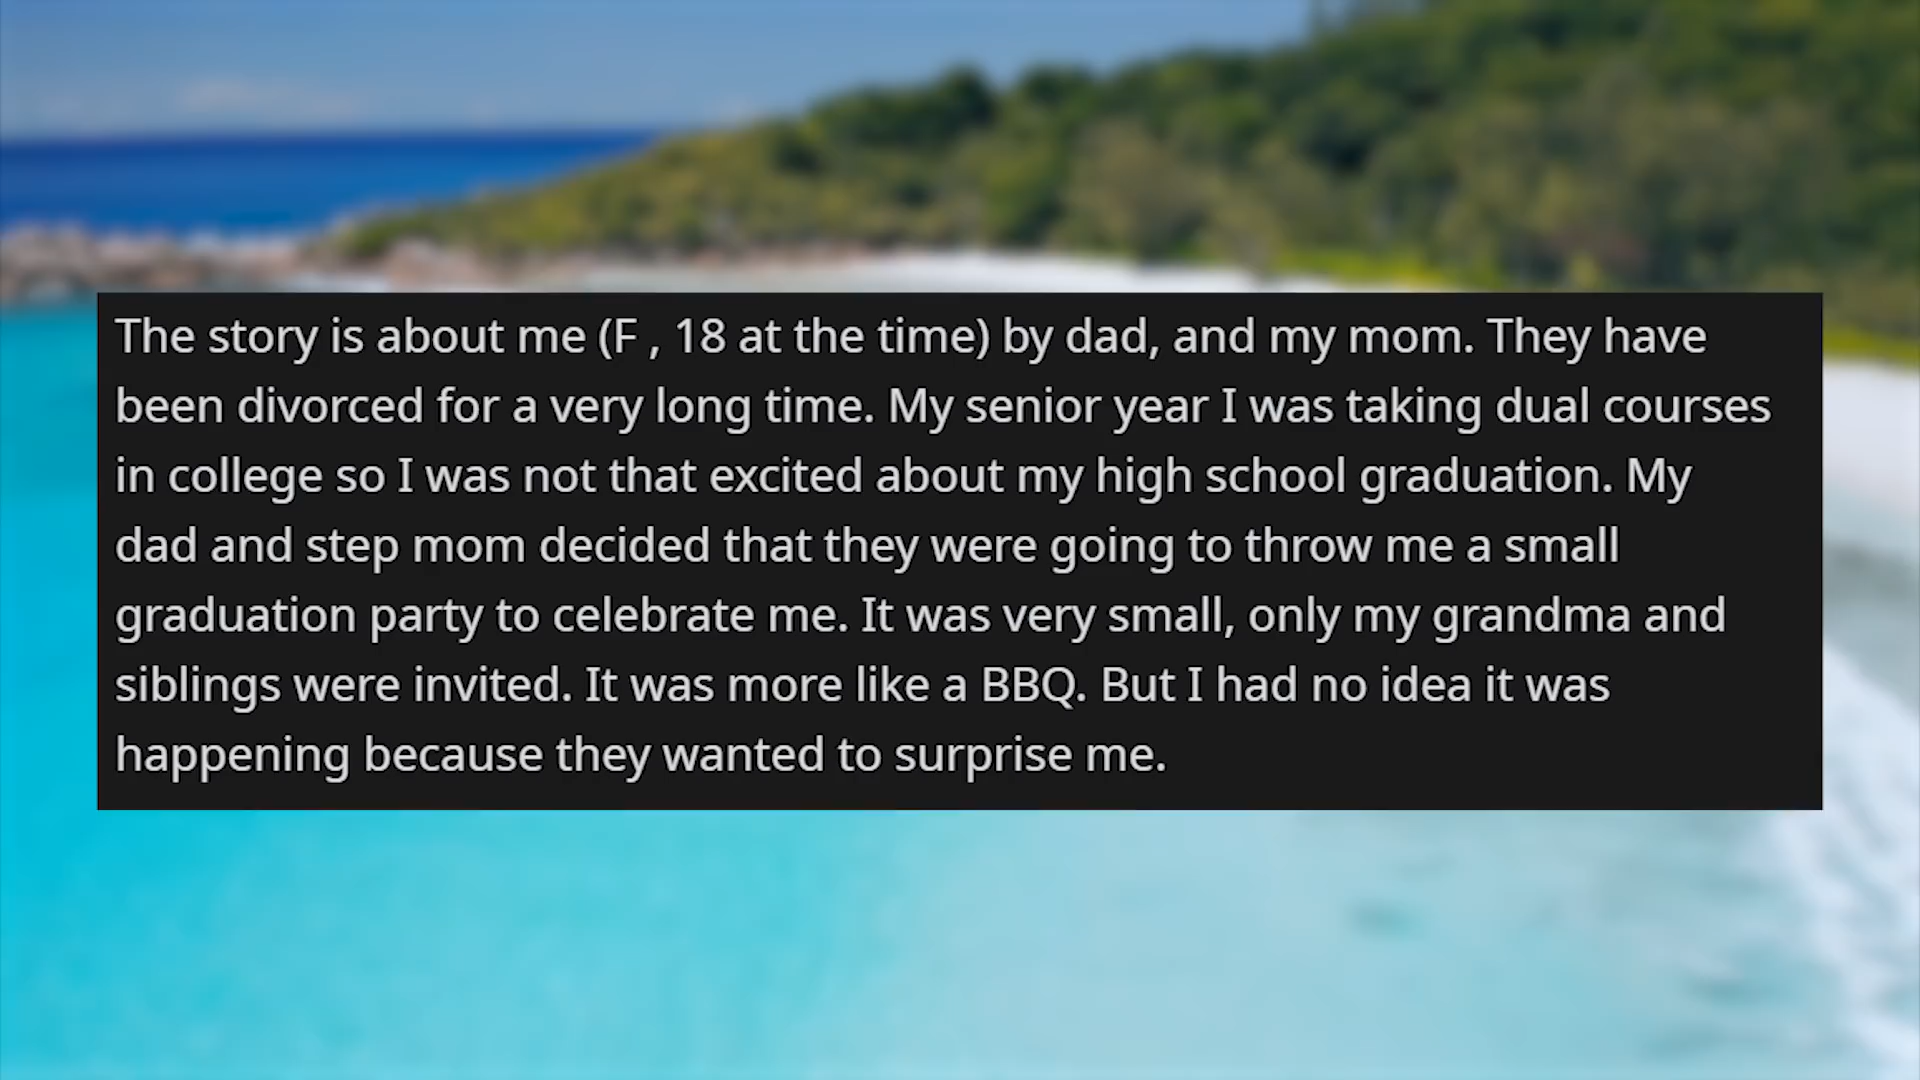 The story is about me (F , 18 at the time) by dad, and my mom. They have
been divorced for a very long time. My senior year I was taking dual courses
in college so I was not that excited about my high school graduation. My
dad and step mom decided that they were going to throw me a small
graduation party to celebrate me. It was very small, only my grandma and
siblings were invited. It was more like a BBQ. But I had no idea it was
happening because they wanted to surprise me.